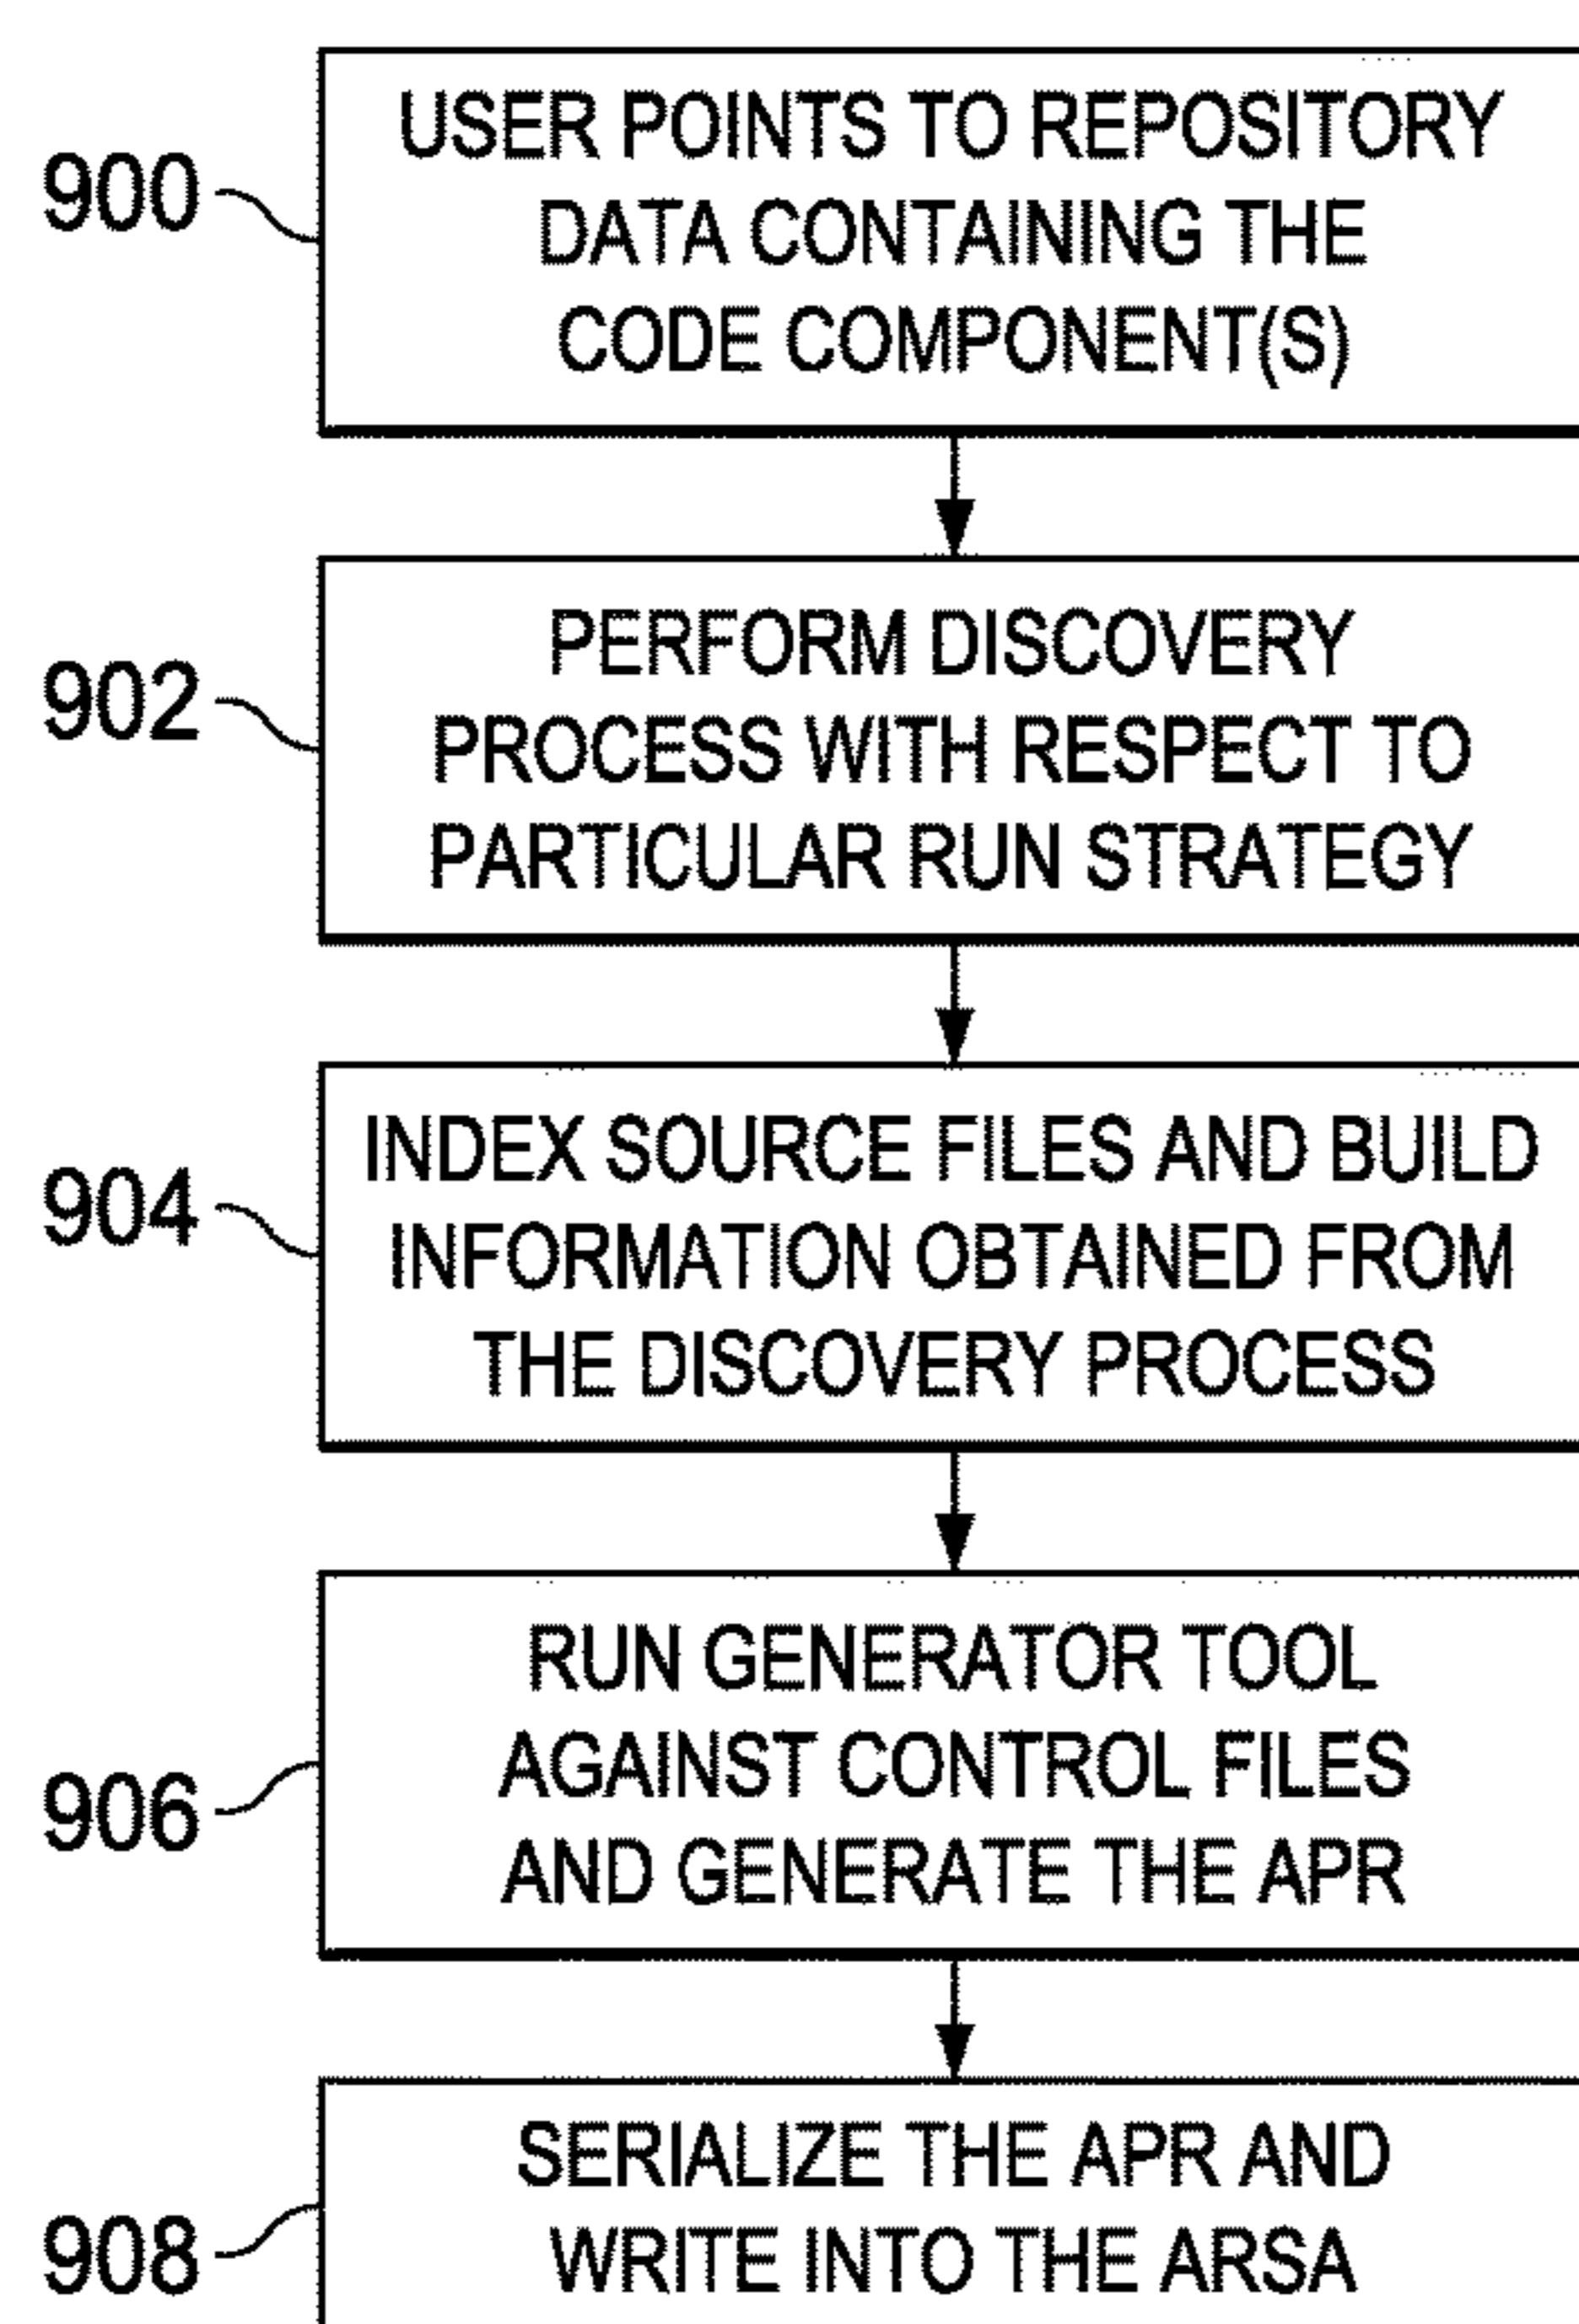 900
USER POINTS TO REPOSITORY
DATA CONTAINING THE
CODE COMPONENT(S)
902
PERFORM DISCOVERY
PROCESS WITH RESPECT TO
PARTICULAR RUN STRATEGY
904
INDEX SOURCE FILES AND BUILD
INFORMATION OBTAINED FROM
THE DISCOVERY PROCESS
906
RUN GENERATOR TOOL
AGAINST CONTROL FILES
AND GENERATE THE APR
908
SERIALIZE THE APR AND
WRITE INTO THE ARSA